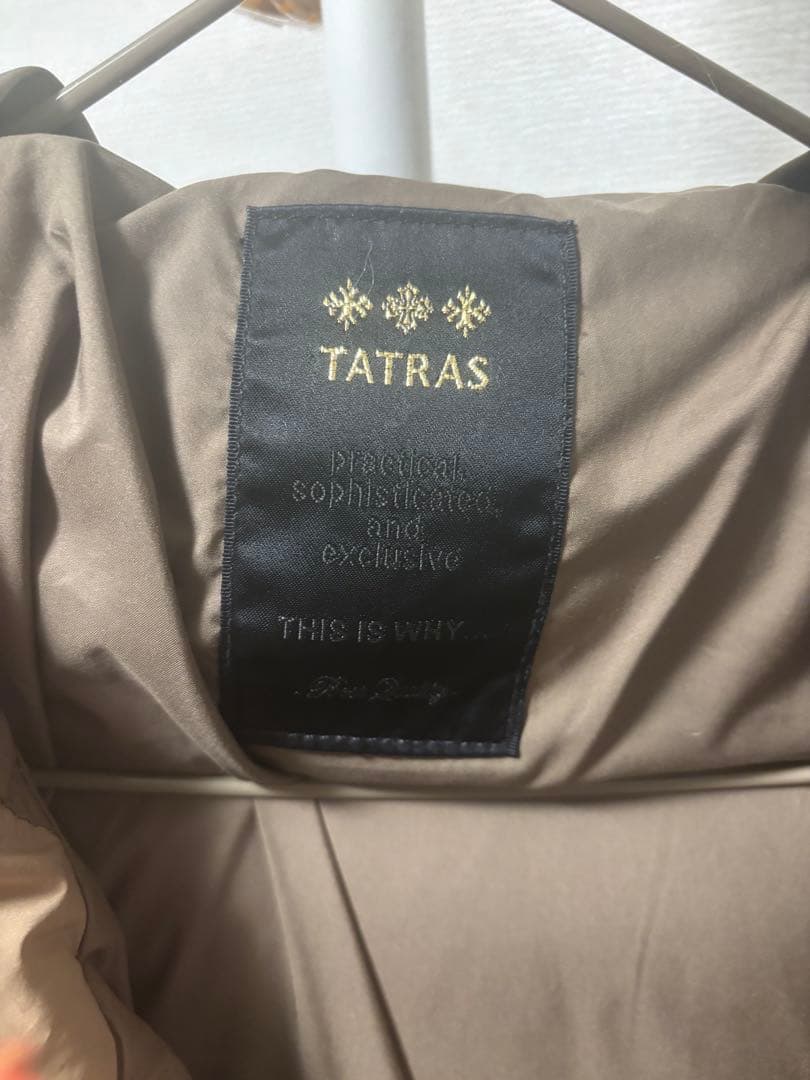 TATRAS
practical,
sophisticated,
and
exclusive
THIS IS WHY...